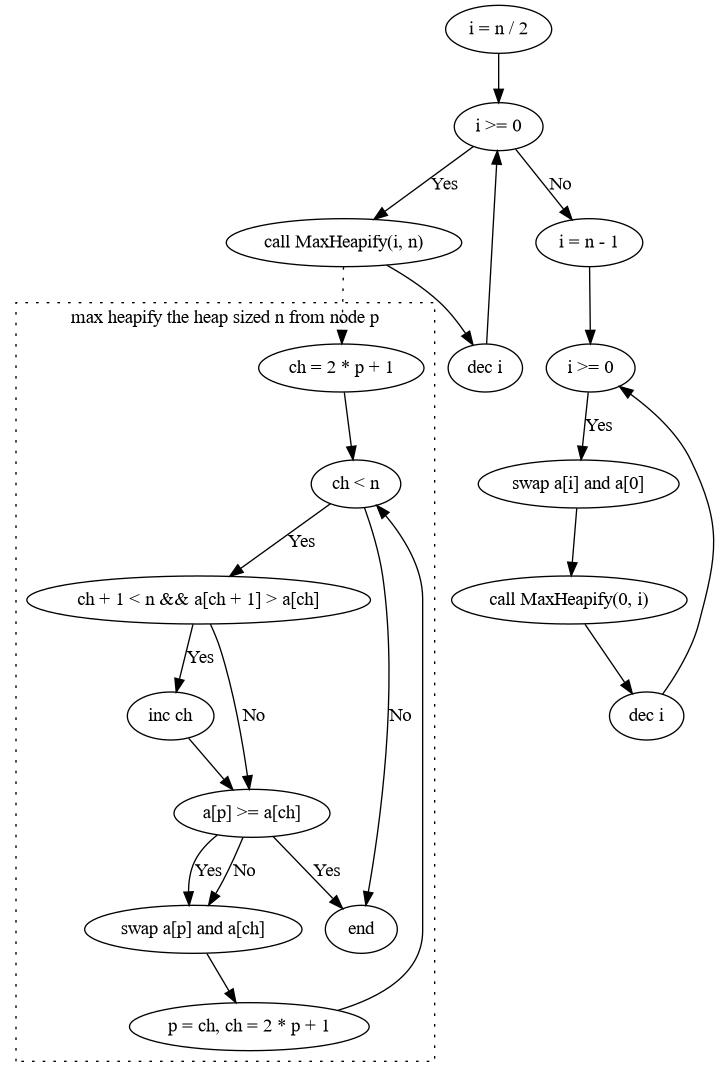 i = n / 2
i >= 0
Yes
No
call MaxHeapify(i, n)
i = n - 1
max heapify the heap sized n from node p
ch = 2 * p + 1
dec i
i >= 0
Yes
ch < n
swap a[i] and a[0]
Yes
ch + 1 < n && a[ch + 1] > a[ch]
call MaxHeapify(0, i)
Yes
inc ch
No
No
dec i
a[p] >= a[ch]
Yes
No
Yes
swap a[p] and a[ch]
end
p = ch, ch = 2 * p + 1